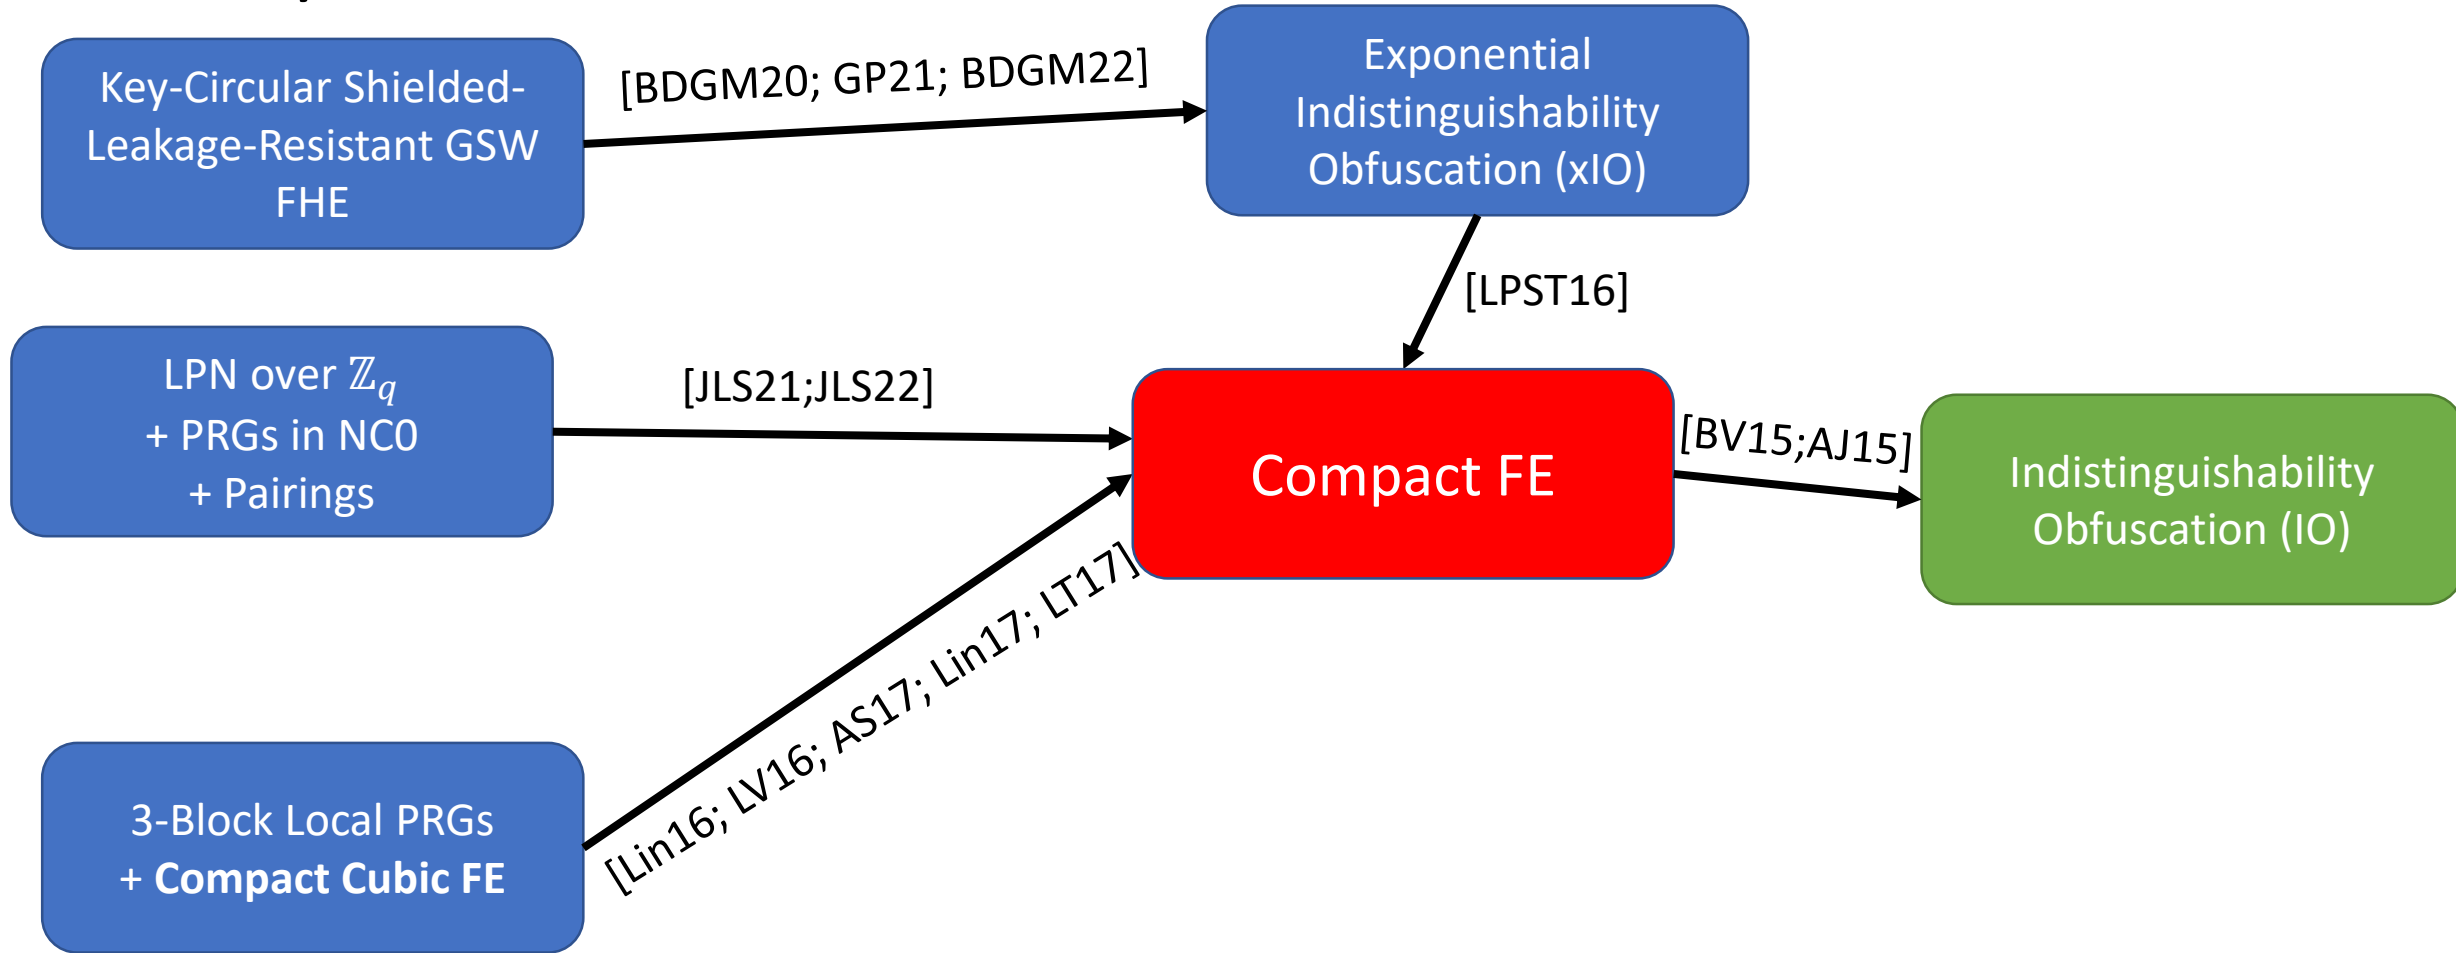 Key-Circular Shielded-
Leakage-Resistant GSW
FHE
[BDGM20; GP21; BDGM22]
Exponential
Indistinguishability
Obfuscation (xIO)
[LPST16]
LPN over ℤ_q
+ PRGs in NC0
+ Pairings
[JLS21;JLS22]
Compact FE
[BV15;AJ15]
Indistinguishability
Obfuscation (IO)
[Lin16; LV16; AS17; Lin17; LT17]
3-Block Local PRGs
+ Compact Cubic FE